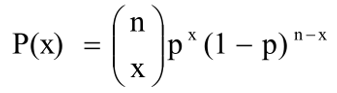 P(x) = (n x) p^x (1 − p)^{n−x}